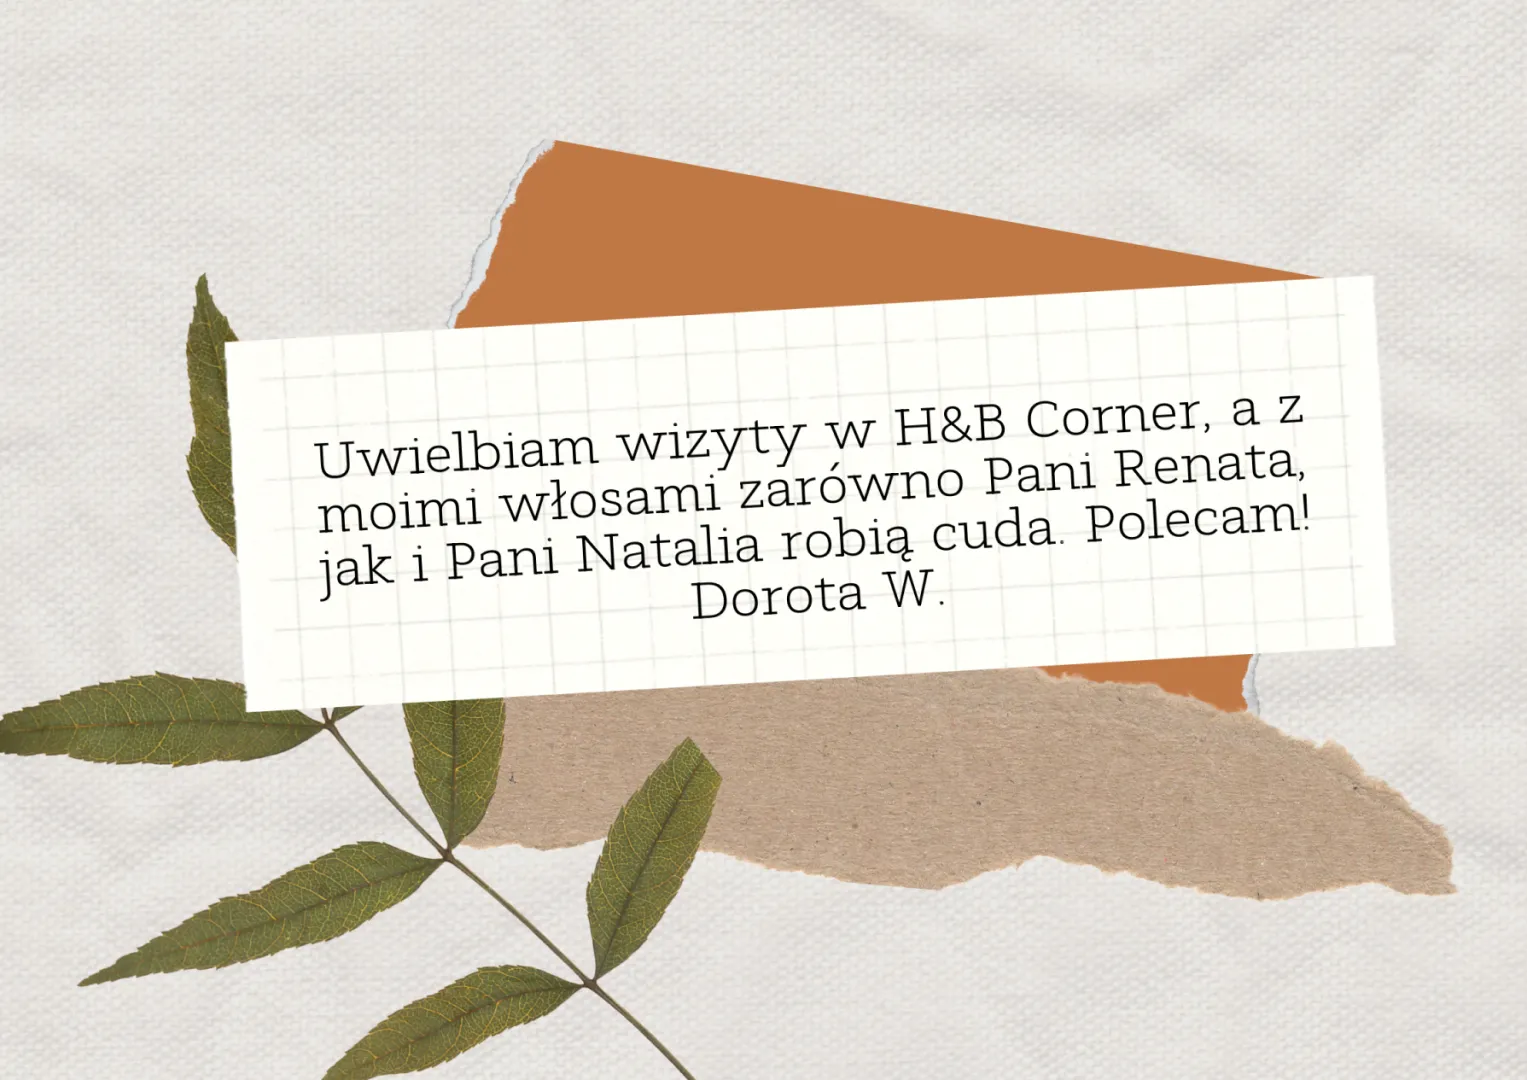 Uwielbiam wizyty w H&B Corner, a z
moimi włosami zarówno Pani Renata,
jak i Pani Natalia robią cuda. Polecam!
Dorota W.